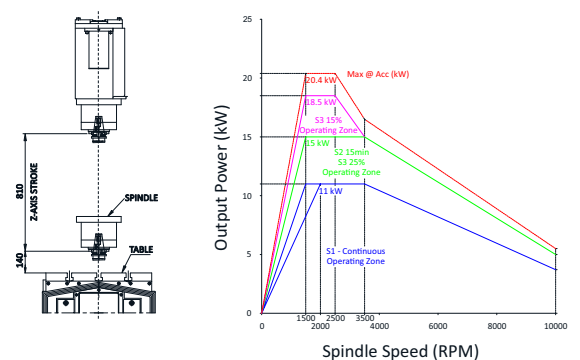 810
Z-AXIS STROKE
SPINDLE
140
TABLE
Output Power (kW)
25
20
15
10
5
0
20.4 kW
Max @ Acc (kW)
18.5 kW
S3 15%
Operating Zone
15 kW
S2 15min
S3 25%
Operating Zone
11 kW
S1 - Continuous
Operating Zone
0
1500
2000
2500
3500
4000
6000
8000
10000
Spindle Speed (RPM)